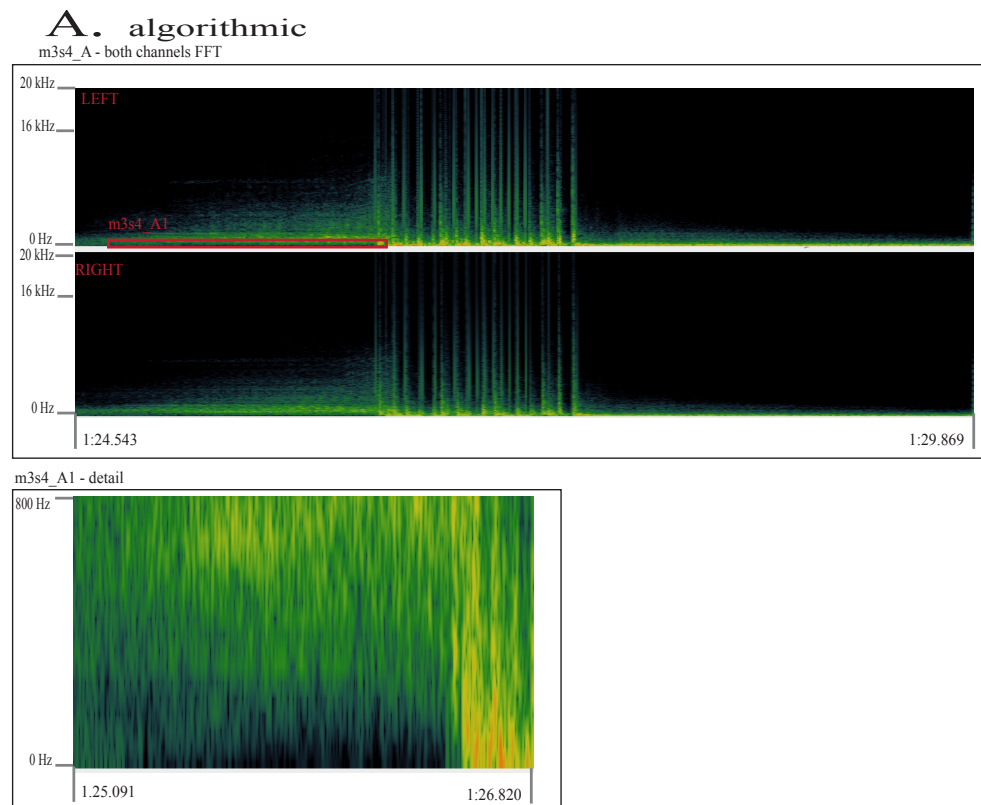 A. algorithmic
m3s4_A - both channels FFT
20 kHz
LEFT
16 kHz
m3s4_A1
0 Hz
20 kHz
RIGHT
16 kHz
0 Hz
1:24.543 1:29.869
m3s4_A1 - detail
800 Hz
0 Hz
1.25.091 1:26.820